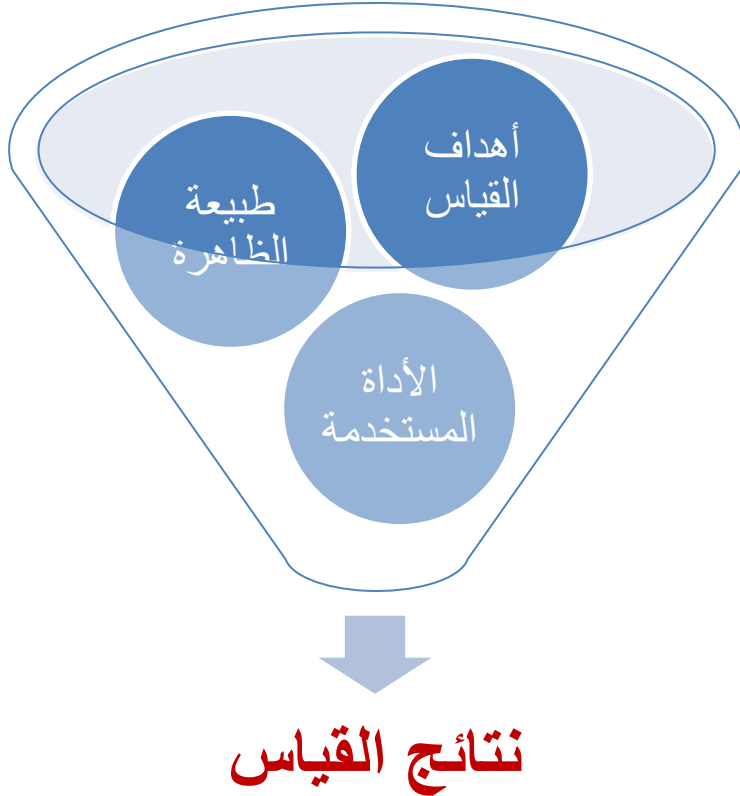 أهداف
القياس
طبيعة
الظاهرة
الأداة
المستخدمة
نتائج القياس